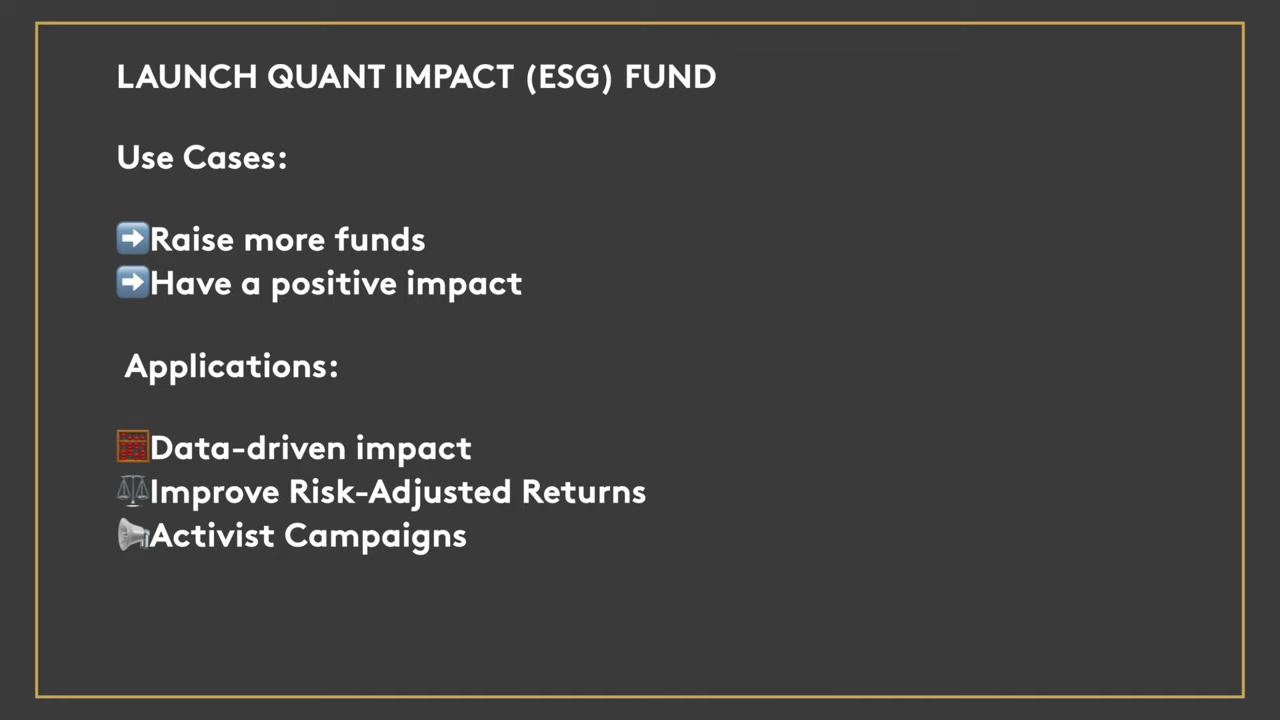 LAUNCH QUANT IMPACT (ESG) FUND
Use Cases:
➡️Raise more funds
➡️Have a positive impact
Applications:
🧮Data-driven impact
⚖️Improve Risk-Adjusted Returns
📢Activist Campaigns